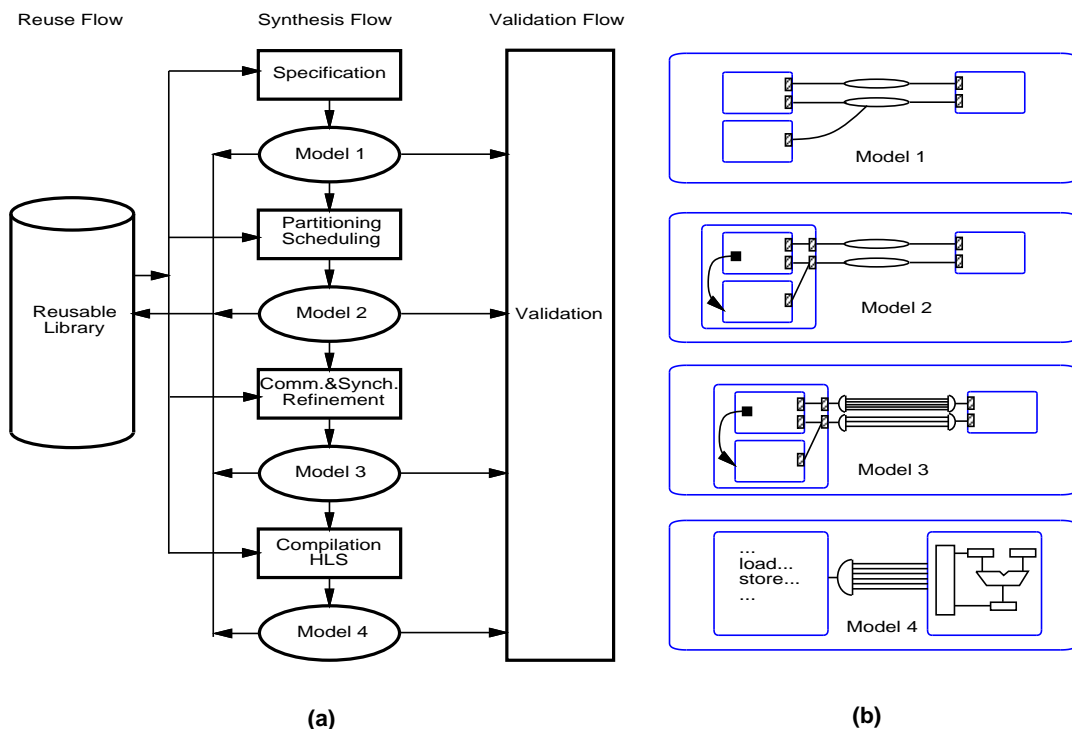 Reuse Flow
Synthesis Flow
Validation Flow
Specification
Model 1
Partitioning
Scheduling
Model 2
Reusable
Library
Validation
Comm.&Synch.
Refinement
Model 3
Compilation
HLS
Model 4
(a)
Model 1
Model 2
Model 3
...
load...
store...
...
Model 4
(b)